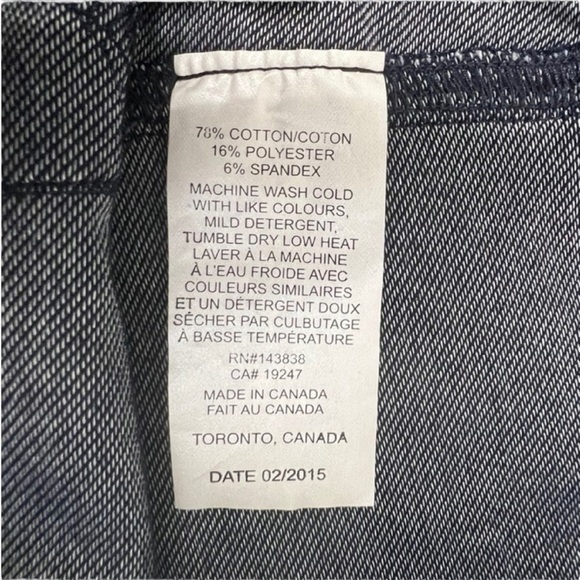 78% COTTON/COTON
16% POLYESTER
6% SPANDEX
MACHINE WASH COLD
WITH LIKE COLOURS,
MILD DETERGENT,
TUMBLE DRY LOW HEAT
LAVER À LA MACHINE
À L'EAU FROIDE AVEC
COULEURS SIMILAIRES
ET UN DÉTERGENT DOUX
SÉCHER PAR CULBUTAGE
À BASSE TEMPÉRATURE
RN#143838
CA# 19247
MADE IN CANADA
FAIT AU CANADA
TORONTO, CANADA
DATE 02/2015